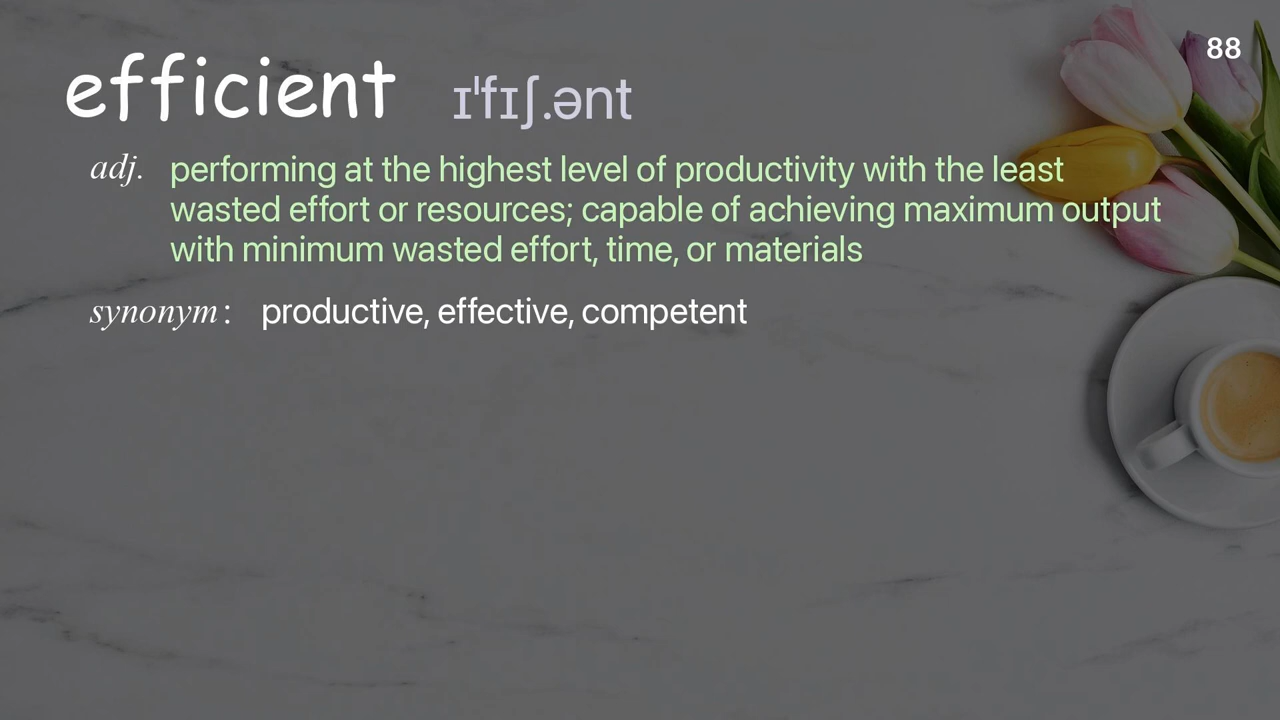 88
efficient ɪˈfɪʃ.ənt
adj. performing at the highest level of productivity with the least
wasted effort or resources; capable of achieving maximum output
with minimum wasted effort, time, or materials
synonym: productive, effective, competent